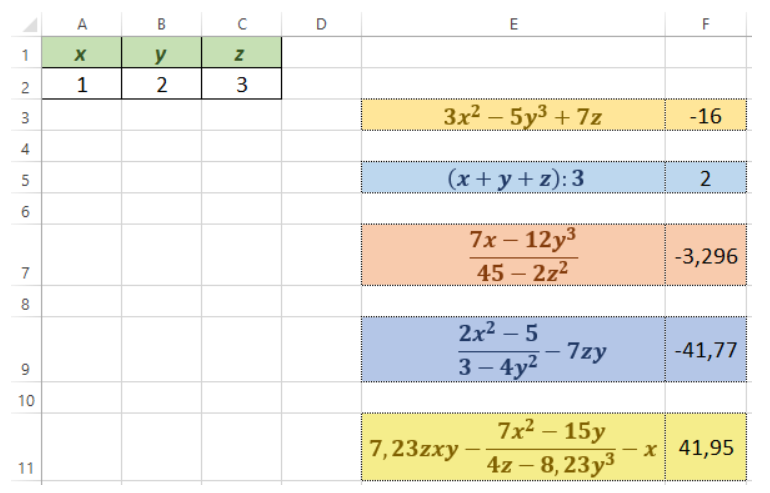 A B C D E F
1 x y z
2 1 2 3
3 3x² − 5y³ + 7z -16
4
5 (x + y + z): 3 2
6
7 (7x − 12y³)/(45 − 2z²) -3,296
8
9 (2x² − 5)/(3 − 4y²) − 7zy -41,77
10
11 7,23zxy − (7x² − 15y)/(4z − 8,23y³) − x 41,95